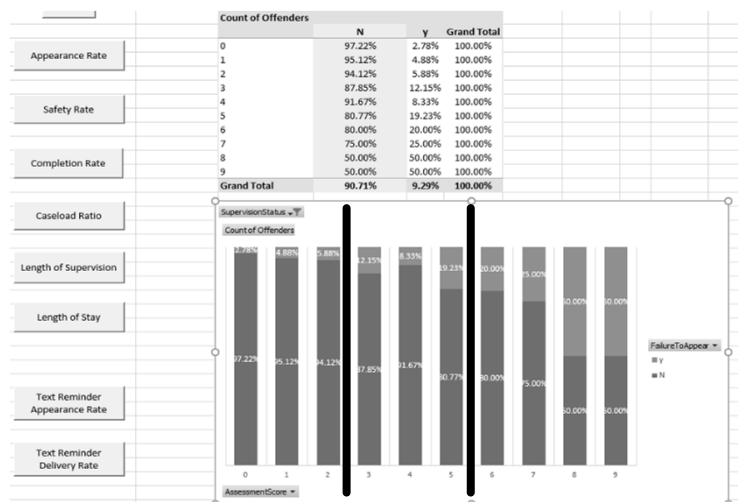 Count of Offenders
N y Grand Total
0 97.22% 2.78% 100.00%
1 95.12% 4.88% 100.00%
2 94.12% 5.88% 100.00%
3 87.85% 12.15% 100.00%
4 91.67% 8.33% 100.00%
5 80.77% 19.23% 100.00%
6 80.00% 20.00% 100.00%
7 75.00% 25.00% 100.00%
8 50.00% 50.00% 100.00%
9 50.00% 50.00% 100.00%
Grand Total 90.71% 9.29% 100.00%
Appearance Rate
Safety Rate
Completion Rate
Caseload Ratio
Length of Supervision
Length of Stay
Text Reminder
Appearance Rate
Text Reminder
Delivery Rate
SupervisionStatus
Count of Offenders
2.78% 4.88% 5.88% 12.15% 8.33% 19.23% 20.00% 25.00% 50.00% 50.00%
97.22% 95.12% 94.12% 87.85% 91.67% 80.77% 80.00% 75.00% 50.00% 50.00%
0 1 2 3 4 5 6 7 8 9
AssessmentScore
FailureToAppear
y
N